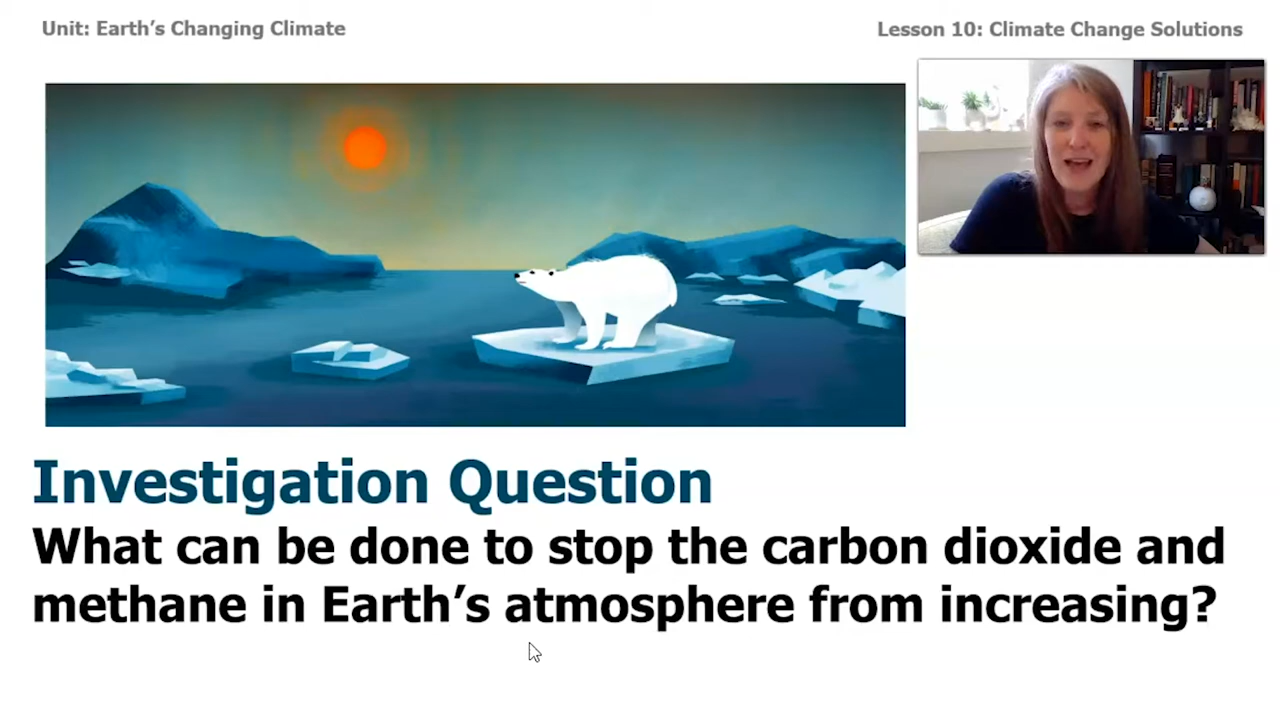 Unit: Earth’s Changing Climate
Lesson 10: Climate Change Solutions
Investigation Question
What can be done to stop the carbon dioxide and
methane in Earth’s atmosphere from increasing?